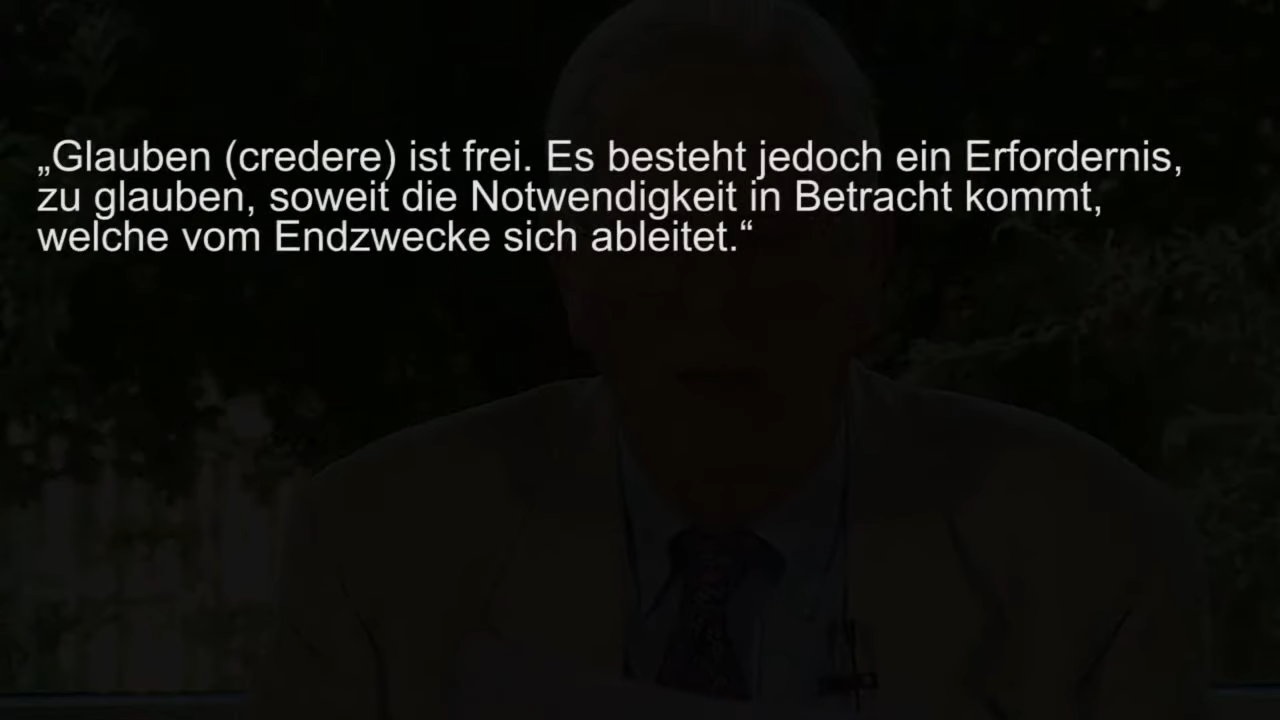 „Glauben (credere) ist frei. Es besteht jedoch ein Erfordernis,
zu glauben, soweit die Notwendigkeit in Betracht kommt,
welche vom Endzwecke sich ableitet.“